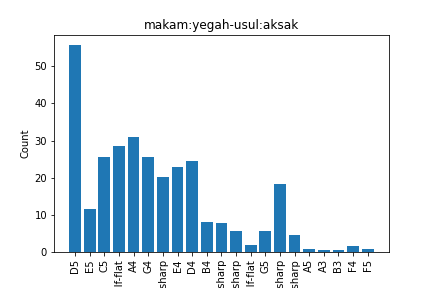 makam:yegah-usul:aksak
Count
50
40
30
20
10
0
D5
E5
C5
lf-flat
A4
G4
sharp
E4
D4
B4
sharp
sharp
lf-flat
G5
sharp
sharp
A5
A3
B3
F4
F5